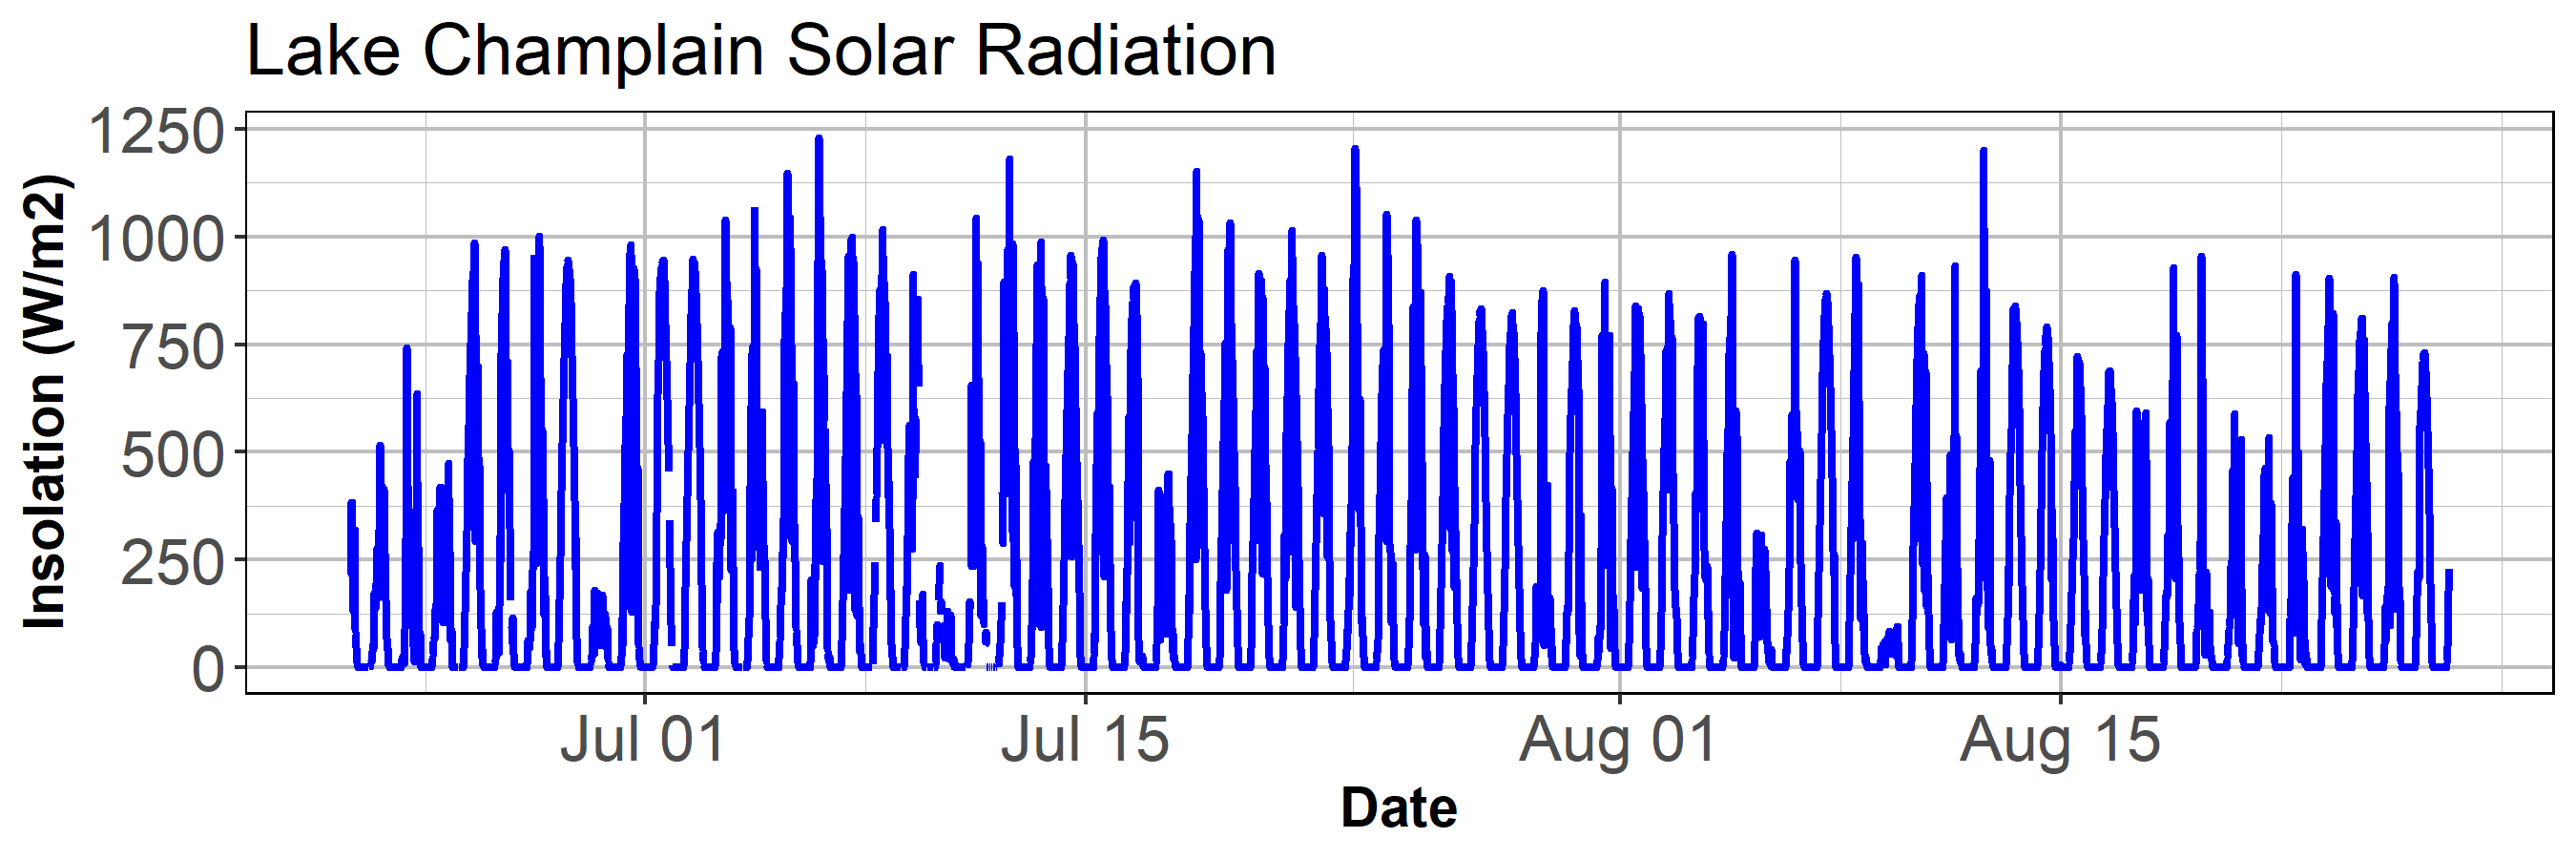 Lake Champlain Solar Radiation
1250
1000
750
500
250
0
Insolation (W/m2)
Jul 01 Jul 15 Aug 01 Aug 15
Date